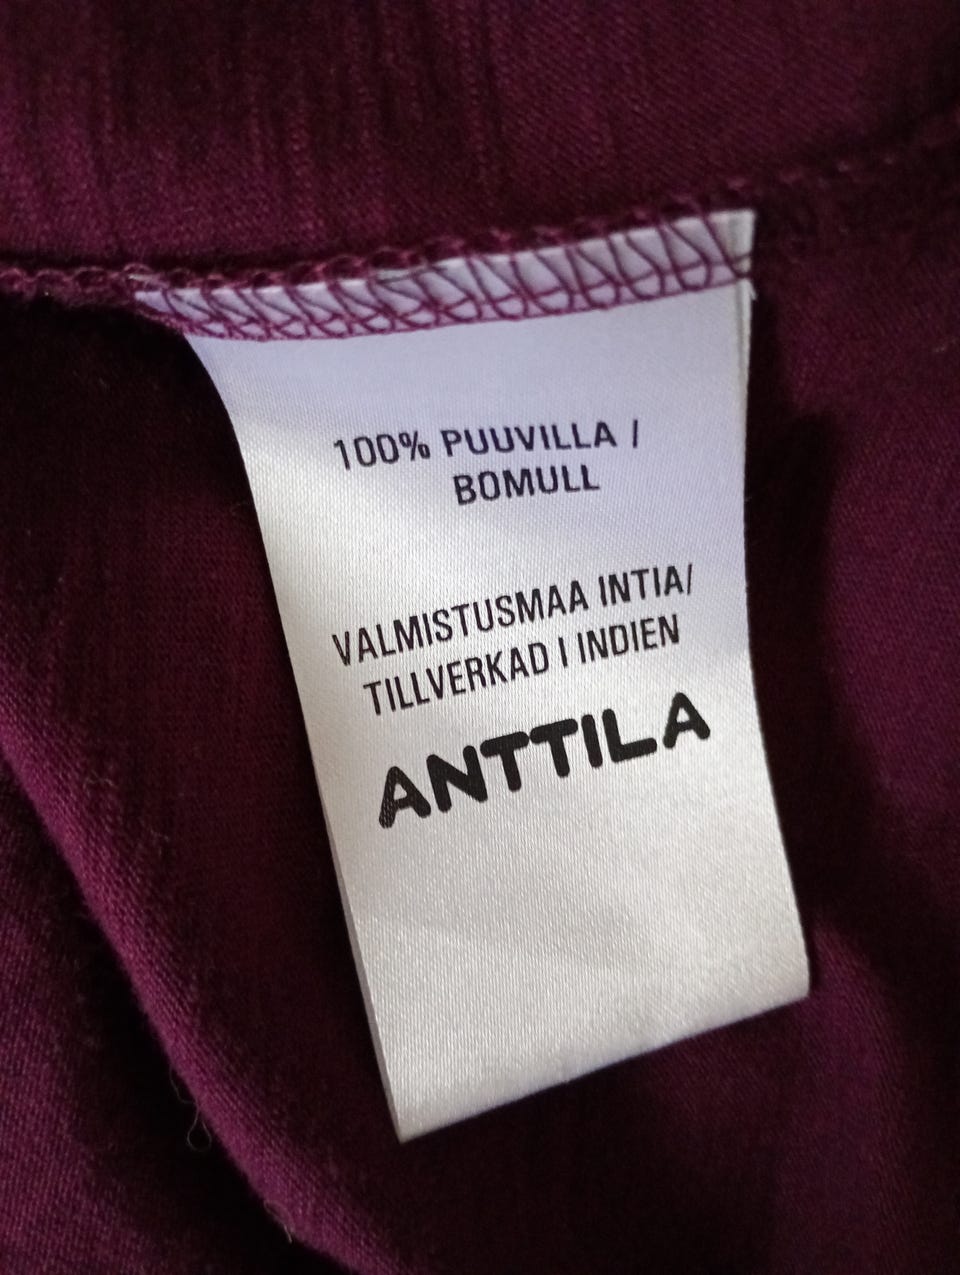 100% PUUVILLA /
BOMULL
VALMISTUSMAA INTIA/
TILLVERKAD I INDIEN
ANTTILA